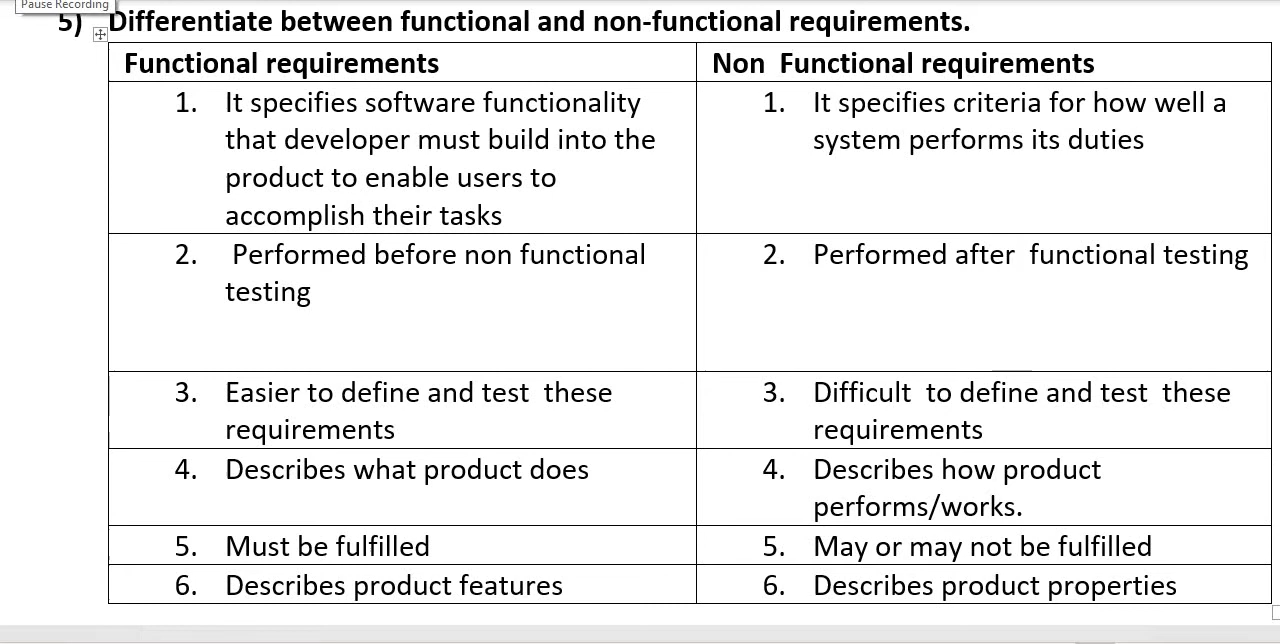 Pause Recording
5) Differentiate between functional and non-functional requirements.
Functional requirements
Non Functional requirements
1. It specifies software functionality
that developer must build into the
product to enable users to
accomplish their tasks
1. It specifies criteria for how well a
system performs its duties
2. Performed before non functional
testing
2. Performed after functional testing
3. Easier to define and test these
requirements
3. Difficult to define and test these
requirements
4. Describes what product does
4. Describes how product
performs/works.
5. Must be fulfilled
5. May or may not be fulfilled
6. Describes product features
6. Describes product properties